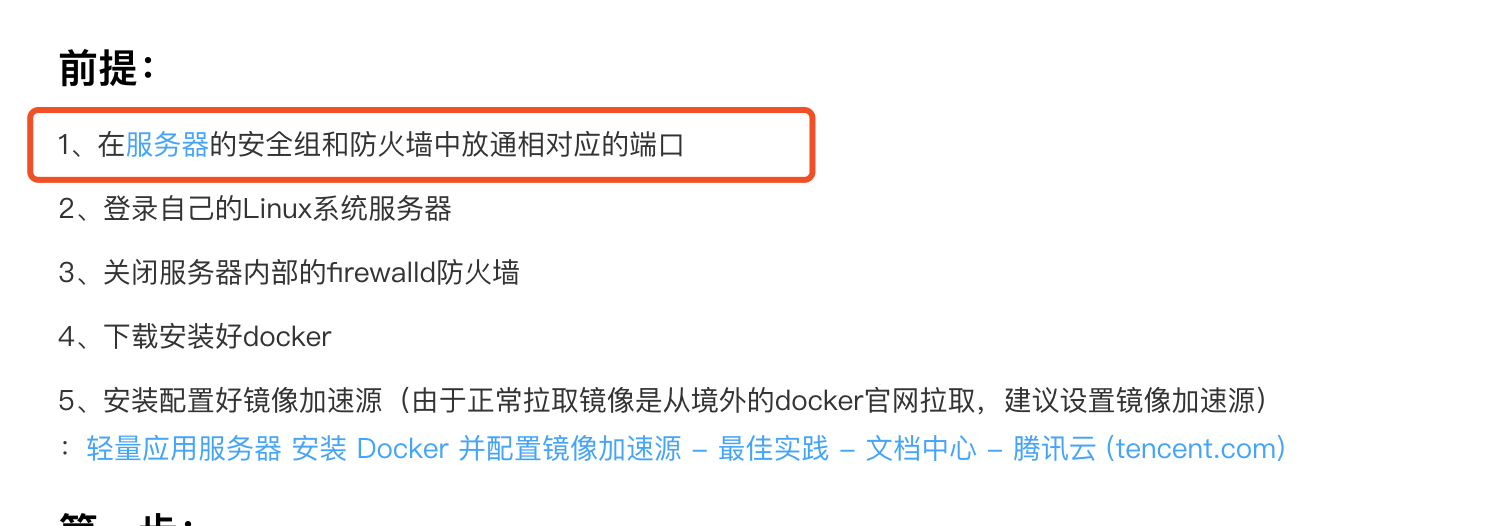 前提：
1、在服务器的安全组和防火墙中放通相对应的端口
2、登录自己的Linux系统服务器
3、关闭服务器内部的firewalld防火墙
4、下载安装好docker
5、安装配置好镜像加速源（由于正常拉取镜像是从境外的docker官网拉取，建议设置镜像加速源）
：轻量应用服务器 安装 Docker 并配置镜像加速源 – 最佳实践 – 文档中心 – 腾讯云 (tencent.com)